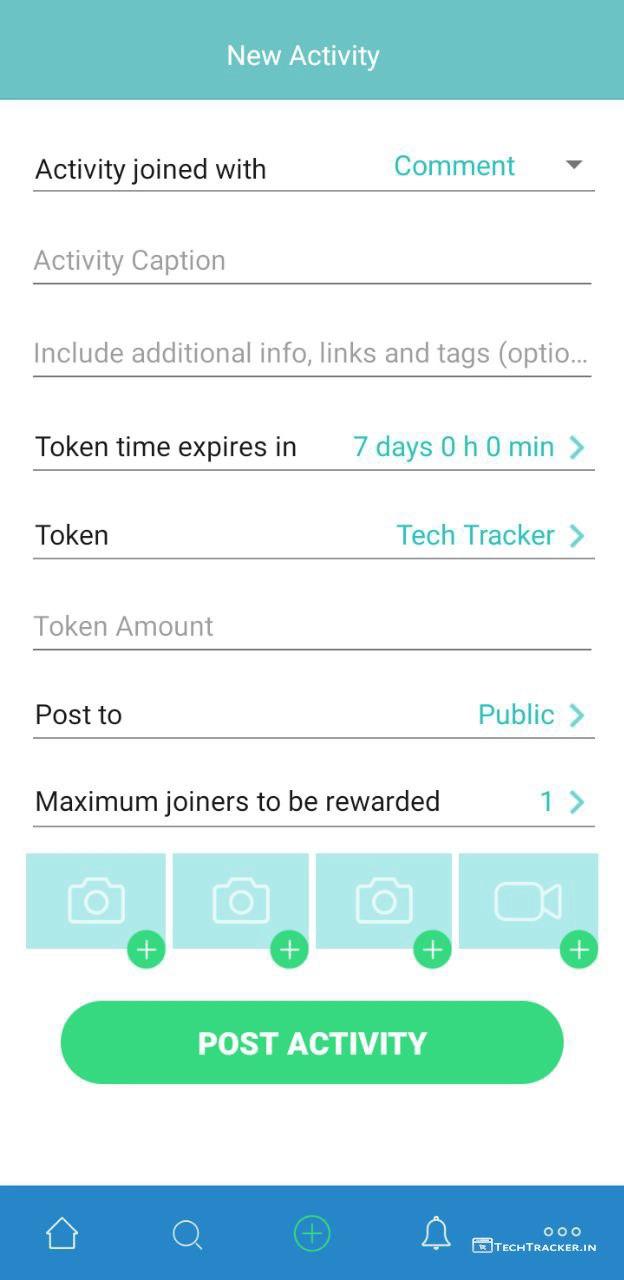 New Activity
Activity joined with Comment
Activity Caption
Include additional info, links and tags (optio...
Token time expires in 7 days 0 h 0 min
Token Tech Tracker
Token Amount
Post to Public
Maximum joiners to be rewarded 1
POST ACTIVITY
TECHTRACKER.IN